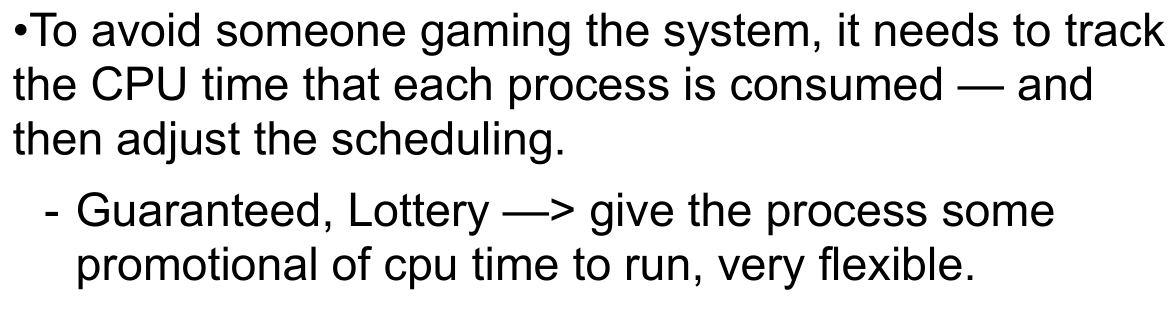 •To avoid someone gaming the system, it needs to track
the CPU time that each process is consumed — and
then adjust the scheduling.
- Guaranteed, Lottery —> give the process some
promotional of cpu time to run, very flexible.